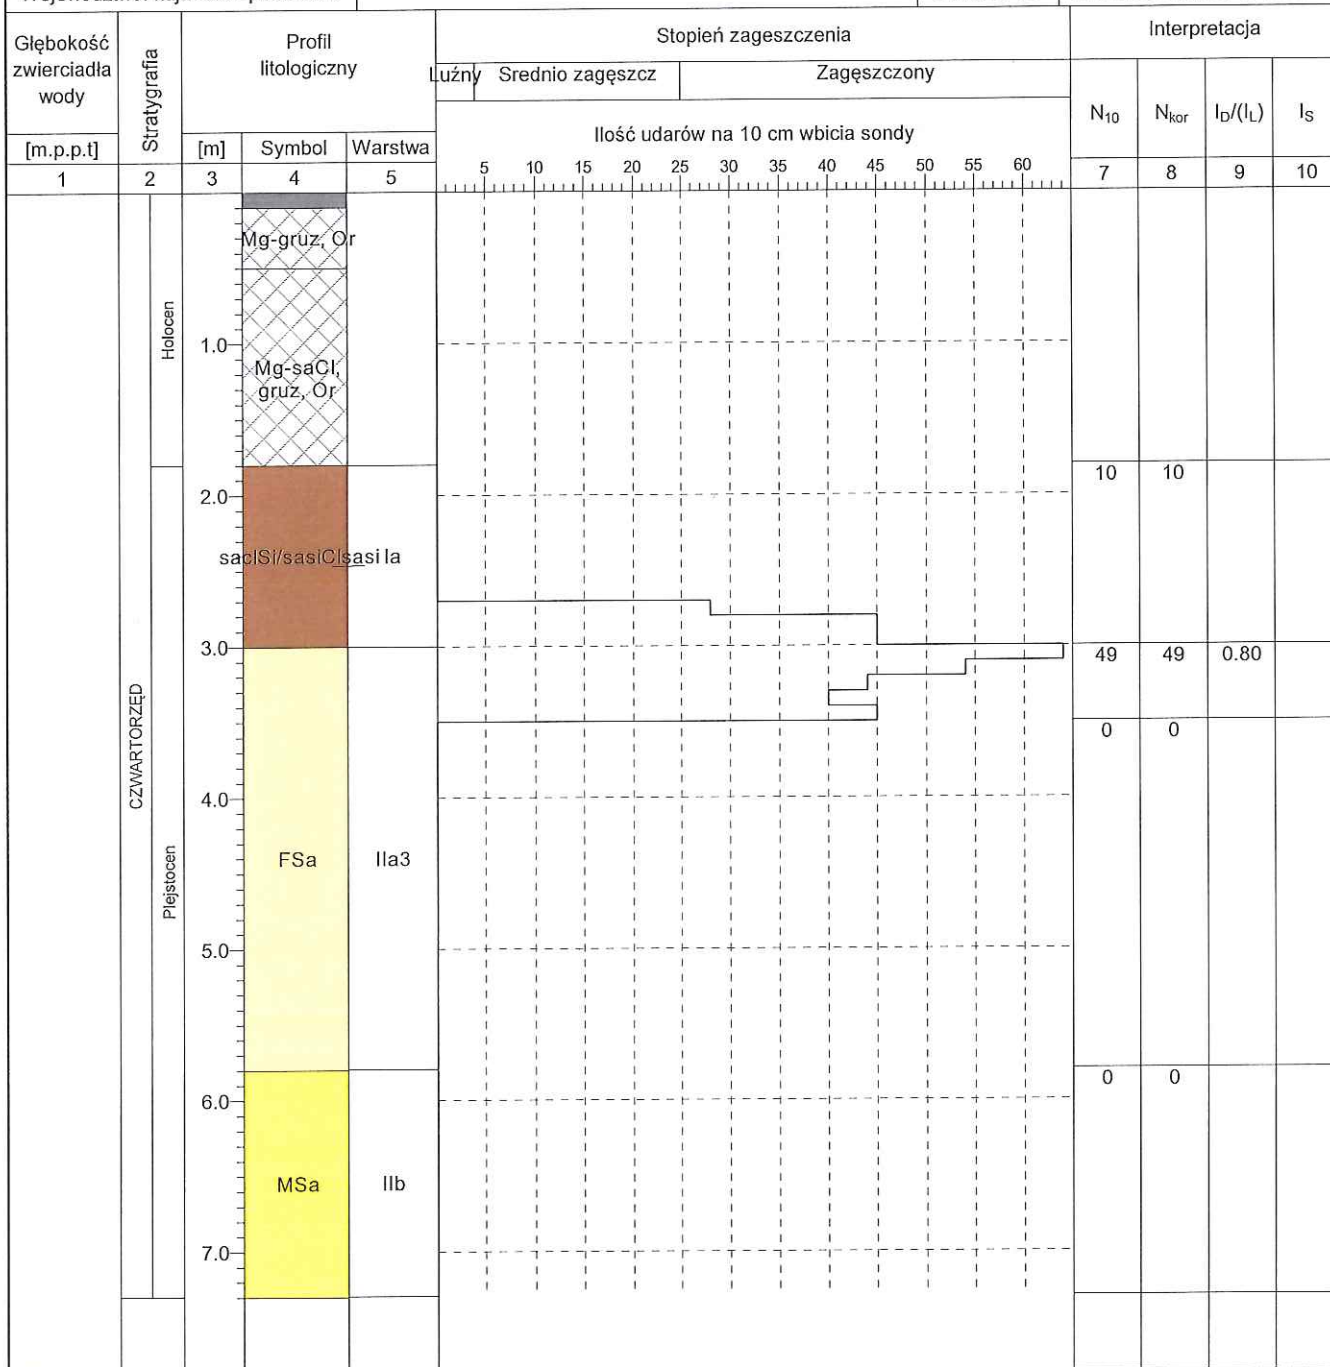 Głębokość
zwierciadła
wody
[m.p.p.t]
1
Stratygrafia
2
Profil
litologiczny
[m]
Symbol
Warstwa
3
4
5
Stopień zageszczenia
Luźny
Srednio zagęszcz
Zagęszczony
Ilość udarów na 10 cm wbicia sondy
5 10 15 20 25 30 35 40 45 50 55 60
Interpretacja
N10
Nkor
ID/(IL)
IS
7
8
9
10
CZWARTORZĘD
Holocen
Plejstocen
1.0
2.0
3.0
4.0
5.0
6.0
7.0
Mg-gruz, Or
Mg-saCl,
gruz, Or
saclSi/sasiClsasi Ia
FSa
IIa3
MSa
IIb
10 10
49 49 0.80
0 0
0 0